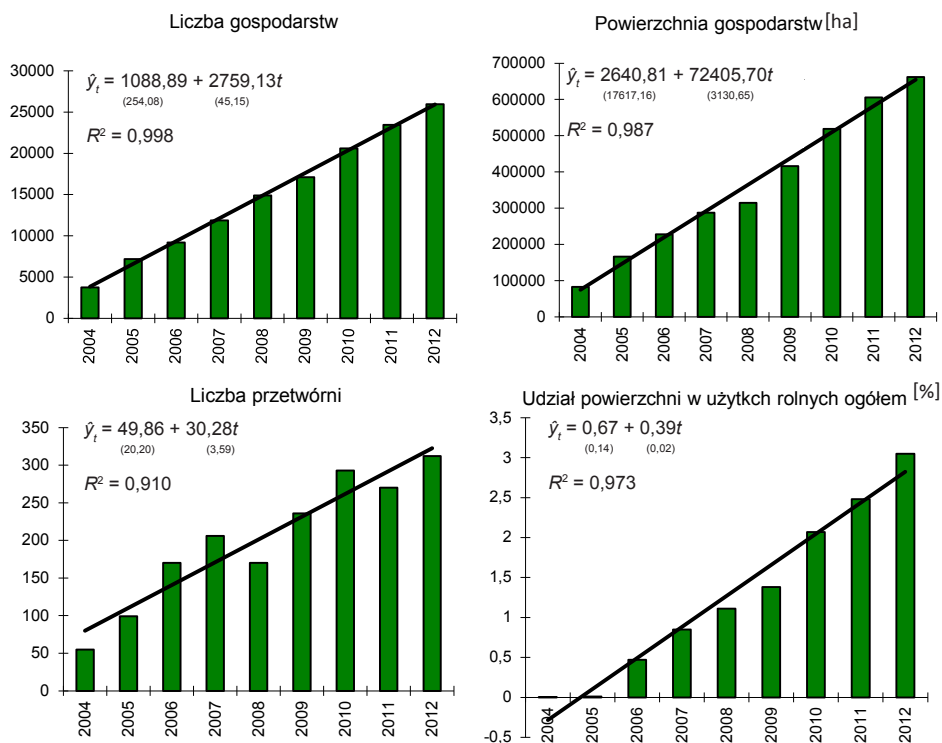 Liczba gospodarstw
ŷt = 1088,89 + 2759,13t
(254,08) (45,15)
R² = 0,998
30000
25000
20000
15000
10000
5000
0
2004 2005 2006 2007 2008 2009 2010 2011 2012
Powierzchnia gospodarstw [ha]
ŷt = 2640,81 + 72405,70t
(17617,16) (3130,65)
R² = 0,987
700000
600000
500000
400000
300000
200000
100000
0
2004 2005 2006 2007 2008 2009 2010 2011 2012
Liczba przetwórni
ŷt = 49,86 + 30,28t
(20,20) (3,59)
R² = 0,910
350
300
250
200
150
100
50
0
2004 2005 2006 2007 2008 2009 2010 2011 2012
Udział powierzchni w użytkch rolnych ogółem [%]
ŷt = 0,67 + 0,39t
(0,14) (0,02)
R² = 0,973
3,5
3
2,5
2
1,5
1
0,5
0
-0,5
2004 2005 2006 2007 2008 2009 2010 2011 2012